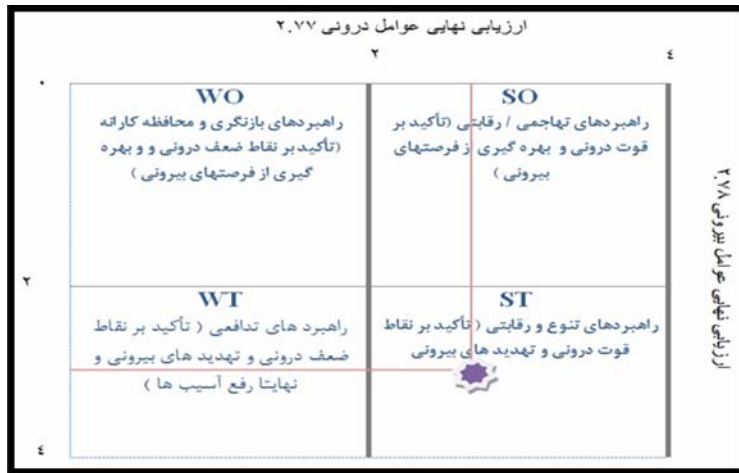 ارزیابی نهایی عوامل درونی ۲.۷۷
۴
۲
۰
SO
راهبردهای تهاجمی / رقابتی (تأکید بر
قوت درونی و بهره گیری از فرصتهای
بیرونی )
WO
راهبردهای بازنگری و محافظه کارانه
(تأکید بر نقاط ضعف درونی و و بهره
گیری از فرصتهای بیرونی )
ارزیابی نهایی عوامل بیرونی ۲.۷۸
۲
ST
راهبردهای تنوع و رقابتی ( تأکید بر نقاط
قوت درونی و تهدید های بیرونی
WT
راهبرد های تدافعی ( تأکید بر نقاط
ضعف درونی و تهدید های بیرونی و
نهایتا رفع آسیب ها )
۴